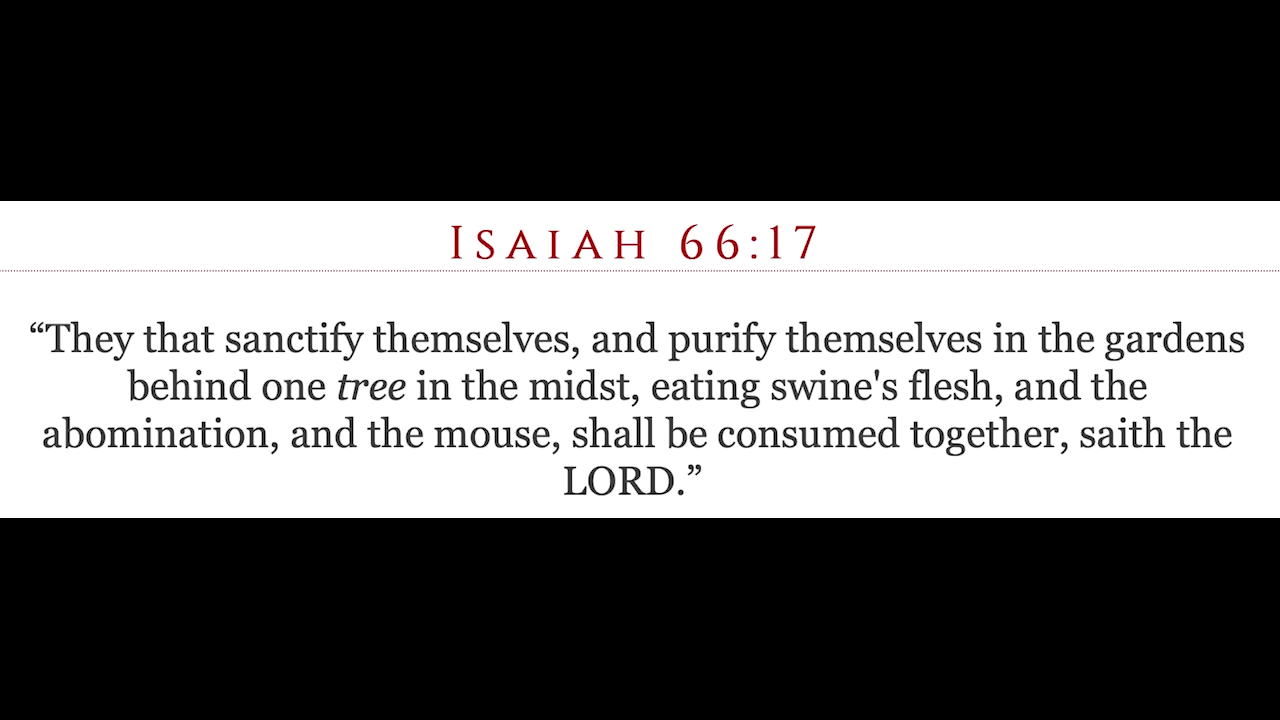 Isaiah 66:17
“They that sanctify themselves, and purify themselves in the gardens
behind one tree in the midst, eating swine's flesh, and the
abomination, and the mouse, shall be consumed together, saith the
LORD.”